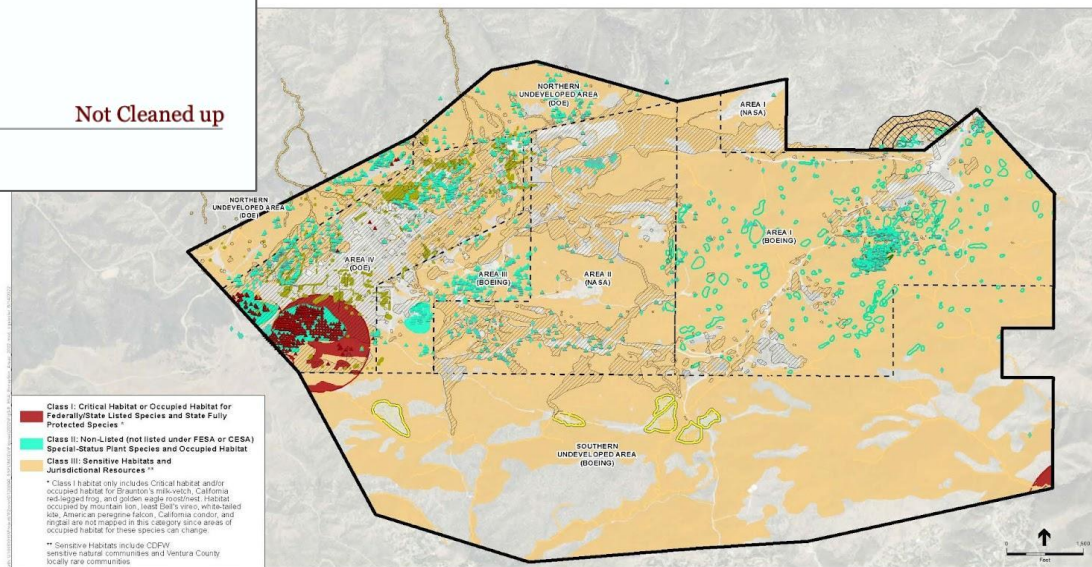 Not Cleaned up
NORTHERN
UNDEVELOPED AREA
(DOE)
AREA I
(NASA)
NORTHERN
UNDEVELOPED AREA
(DOE)
AREA I
(BOEING)
AREA IV
(DOE)
AREA III
(BOEING)
AREA II
(NASA)
SOUTHERN
UNDEVELOPED AREA
(BOEING)
Class I: Critical Habitat or Occupied Habitat for
Federally/State Listed Species and State Fully
Protected Species *
Class II: Non-Listed (not listed under FESA or CESA)
Special-Status Plant Species and Occupied Habitat
Class III: Sensitive Habitats and
Jurisdictional Resources **
* Class I habitat only includes Critical habitat and/or
occupied habitat for Braunton's milk-vetch, California
red-legged frog, and golden eagle roost/nest. Habitat
occupied by mountain lion, least Bell's vireo, white-tailed
kite, American peregrine falcon, California condor, and
ringtail are not mapped in this category since areas of
occupied habitat for these species can change.
** Sensitive Habitats include CDFW
sensitive natural communities and Ventura County
locally rare communities
0 1,500
Feet